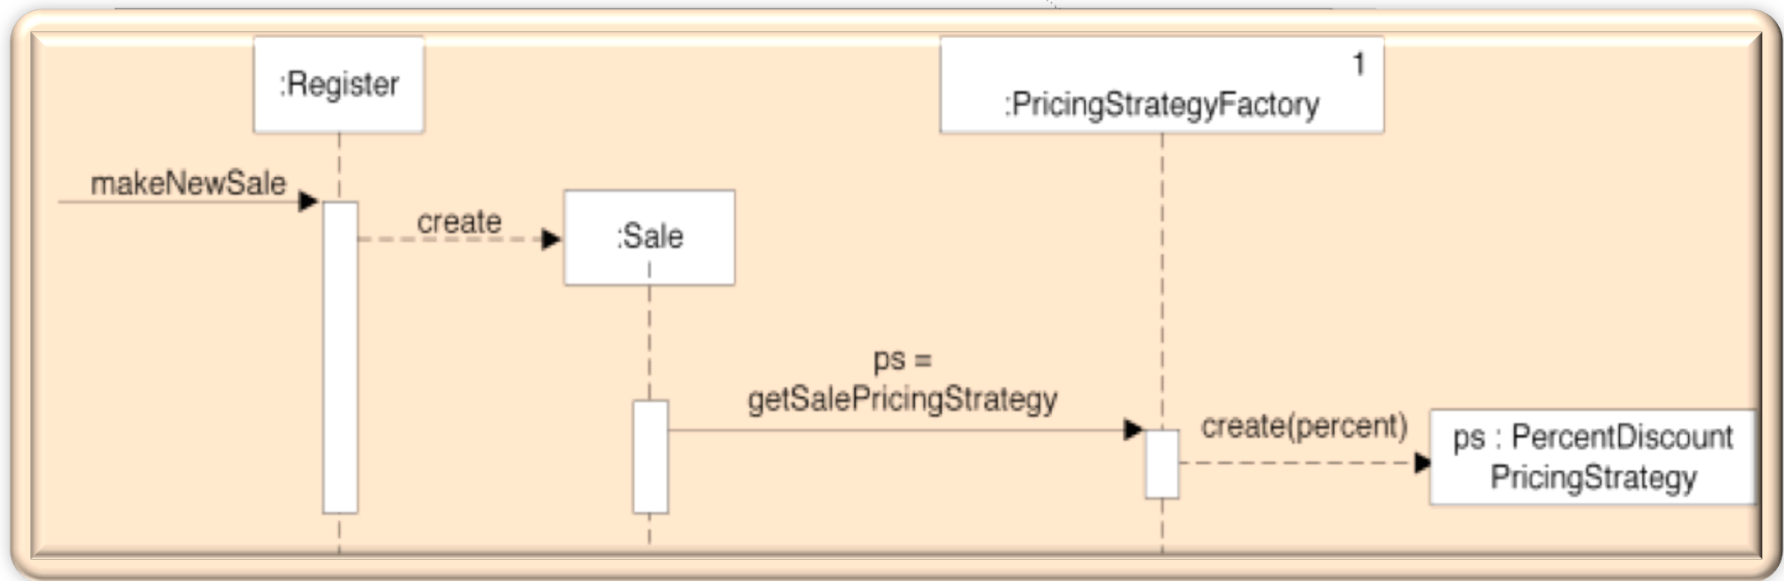 :Register
1
:PricingStrategyFactory
makeNewSale
create
:Sale
ps =
getSalePricingStrategy
create(percent)
ps : PercentDiscount
PricingStrategy